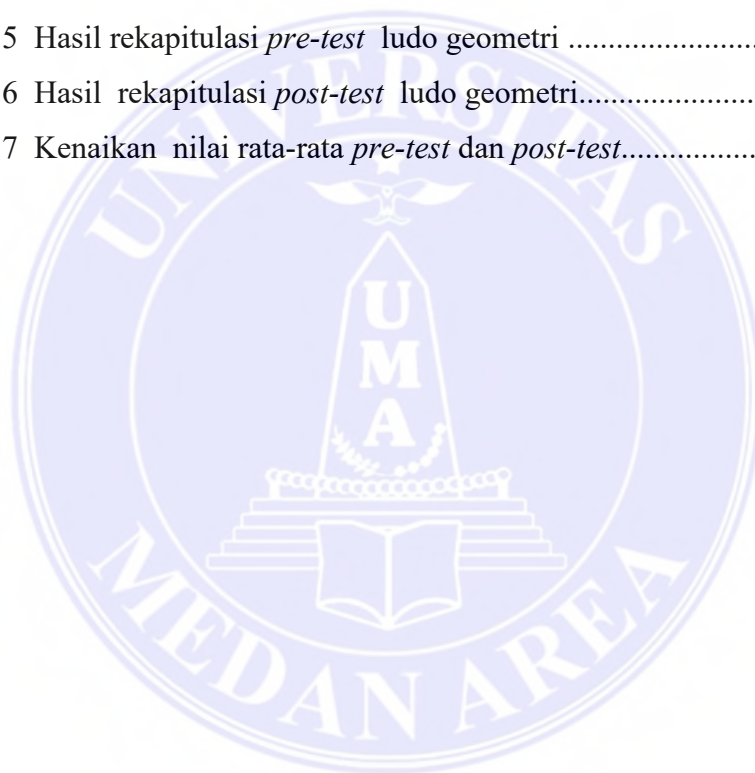 5 Hasil rekapitulasi pre-test ludo geometri ........................
6 Hasil rekapitulasi post-test ludo geometri.......................
7 Kenaikan nilai rata-rata pre-test dan post-test.................
UNIVERSITAS
UMA
MEDAN AREA